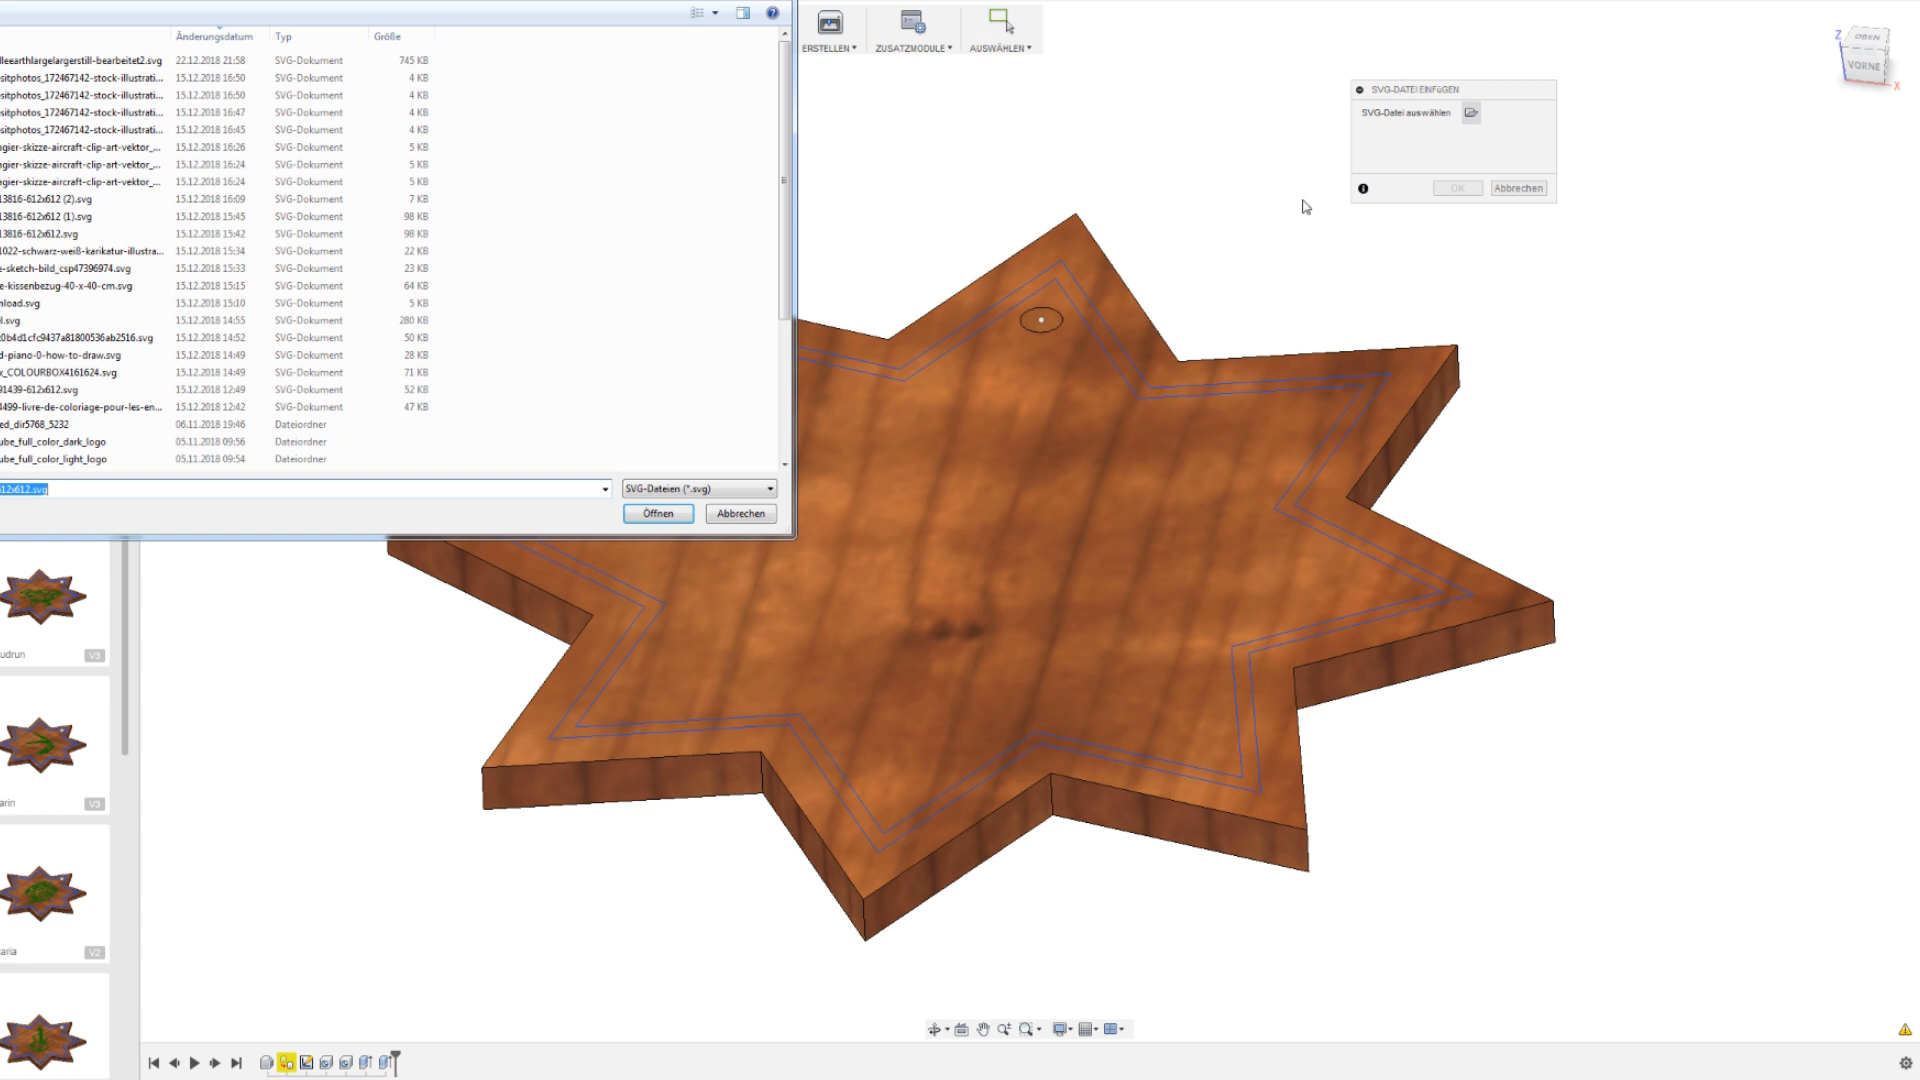 Änderungsdatum Typ Größe
lleearthlargelargerstill-bearbeitet2.svg 22.12.2018 21:58 SVG-Dokument 745 KB
sitphotos_172467142-stock-illustrati... 15.12.2018 16:50 SVG-Dokument 4 KB
sitphotos_172467142-stock-illustrati... 15.12.2018 16:50 SVG-Dokument 4 KB
sitphotos_172467142-stock-illustrati... 15.12.2018 16:47 SVG-Dokument 4 KB
sitphotos_172467142-stock-illustrati... 15.12.2018 16:45 SVG-Dokument 4 KB
agier-skizze-aircraft-clip-art-vektor_... 15.12.2018 16:26 SVG-Dokument 5 KB
agier-skizze-aircraft-clip-art-vektor_... 15.12.2018 16:24 SVG-Dokument 5 KB
agier-skizze-aircraft-clip-art-vektor_... 15.12.2018 16:24 SVG-Dokument 5 KB
13816-612x612 (2).svg 15.12.2018 16:09 SVG-Dokument 7 KB
13816-612x612 (1).svg 15.12.2018 15:45 SVG-Dokument 98 KB
13816-612x612.svg 15.12.2018 15:42 SVG-Dokument 98 KB
1022-schwarz-weiß-karikatur-illustra... 15.12.2018 15:34 SVG-Dokument 22 KB
e-sketch-bild_csp47396974.svg 15.12.2018 15:33 SVG-Dokument 23 KB
e-kissenbezug-40-x-40-cm.svg 15.12.2018 15:15 SVG-Dokument 64 KB
nload.svg 15.12.2018 15:10 SVG-Dokument 5 KB
l.svg 15.12.2018 14:55 SVG-Dokument 280 KB
0b4d1cfc9437a81800536ab2516.svg 15.12.2018 14:52 SVG-Dokument 50 KB
d-piano-0-how-to-draw.svg 15.12.2018 14:49 SVG-Dokument 28 KB
x_COLOURBOX4161624.svg 15.12.2018 14:49 SVG-Dokument 71 KB
91439-612x612.svg 15.12.2018 12:49 SVG-Dokument 52 KB
4499-livre-de-coloriage-pour-les-en... 15.12.2018 12:42 SVG-Dokument 47 KB
ed_dir5768_5232 06.11.2018 19:46 Dateiordner
ube_full_color_dark_logo 05.11.2018 09:56 Dateiordner
ube_full_color_light_logo 05.11.2018 09:54 Dateiordner
612x612.svg SVG-Dateien (*.svg)
Öffnen Abbrechen
ERSTELLEN ZUSATZMODULE AUSWÄHLEN
SVG-DATEI EINFÜGEN
SVG-Datei auswählen
OK Abbrechen
Z OBEN
VORNE
X
udrun V3
arin V3
aria V2